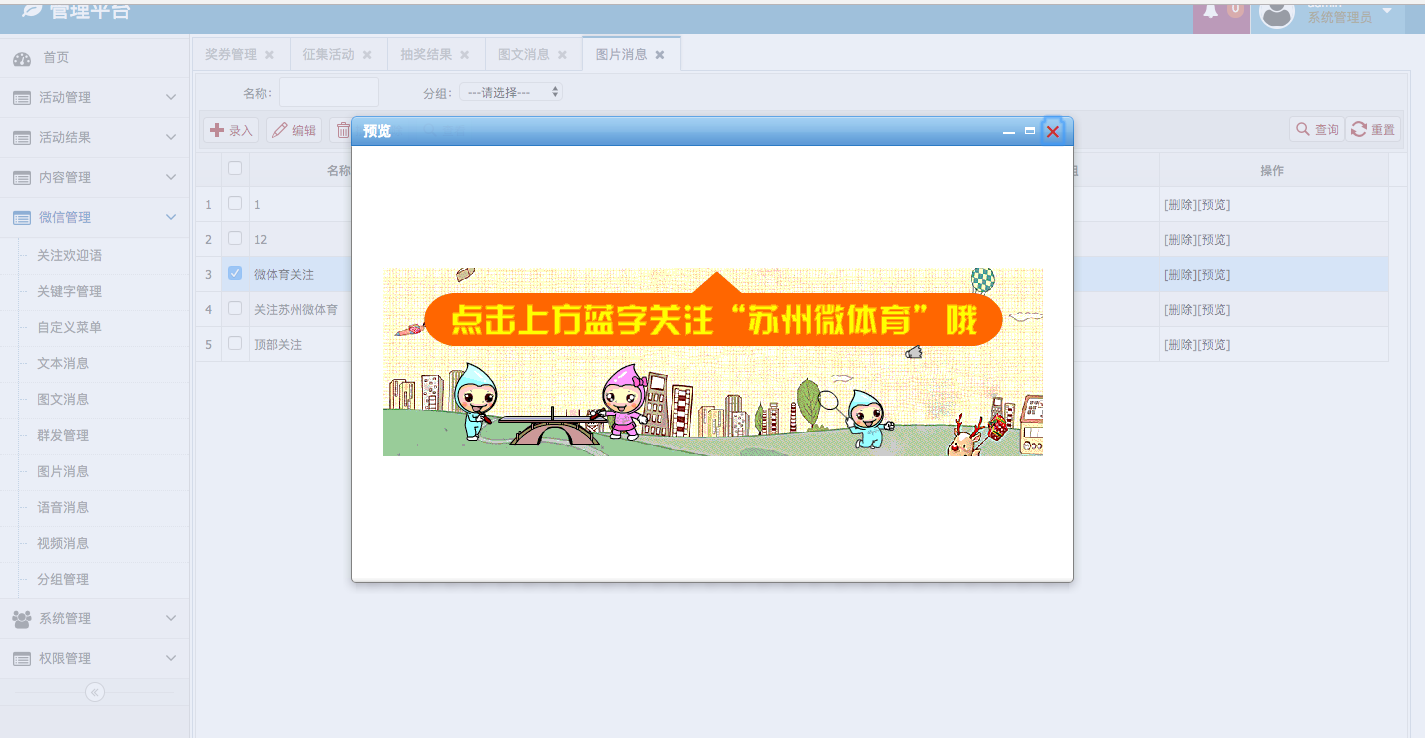 管理平台
0
系统管理员
首页
活动管理
活动结果
内容管理
微信管理
关注欢迎语
关键字管理
自定义菜单
文本消息
图文消息
群发管理
图片消息
语音消息
视频消息
分组管理
系统管理
权限管理
奖券管理 征集活动 抽奖结果 图文消息 图片消息
名称: 分组: ---请选择---
录入 编辑 查询 重置
名称 组 操作
1 1 [删除][预览]
2 12 [删除][预览]
3 微体育关注 [删除][预览]
4 关注苏州微体育 [删除][预览]
5 顶部关注 [删除][预览]
预览
点击上方蓝字关注“苏州微体育”哦